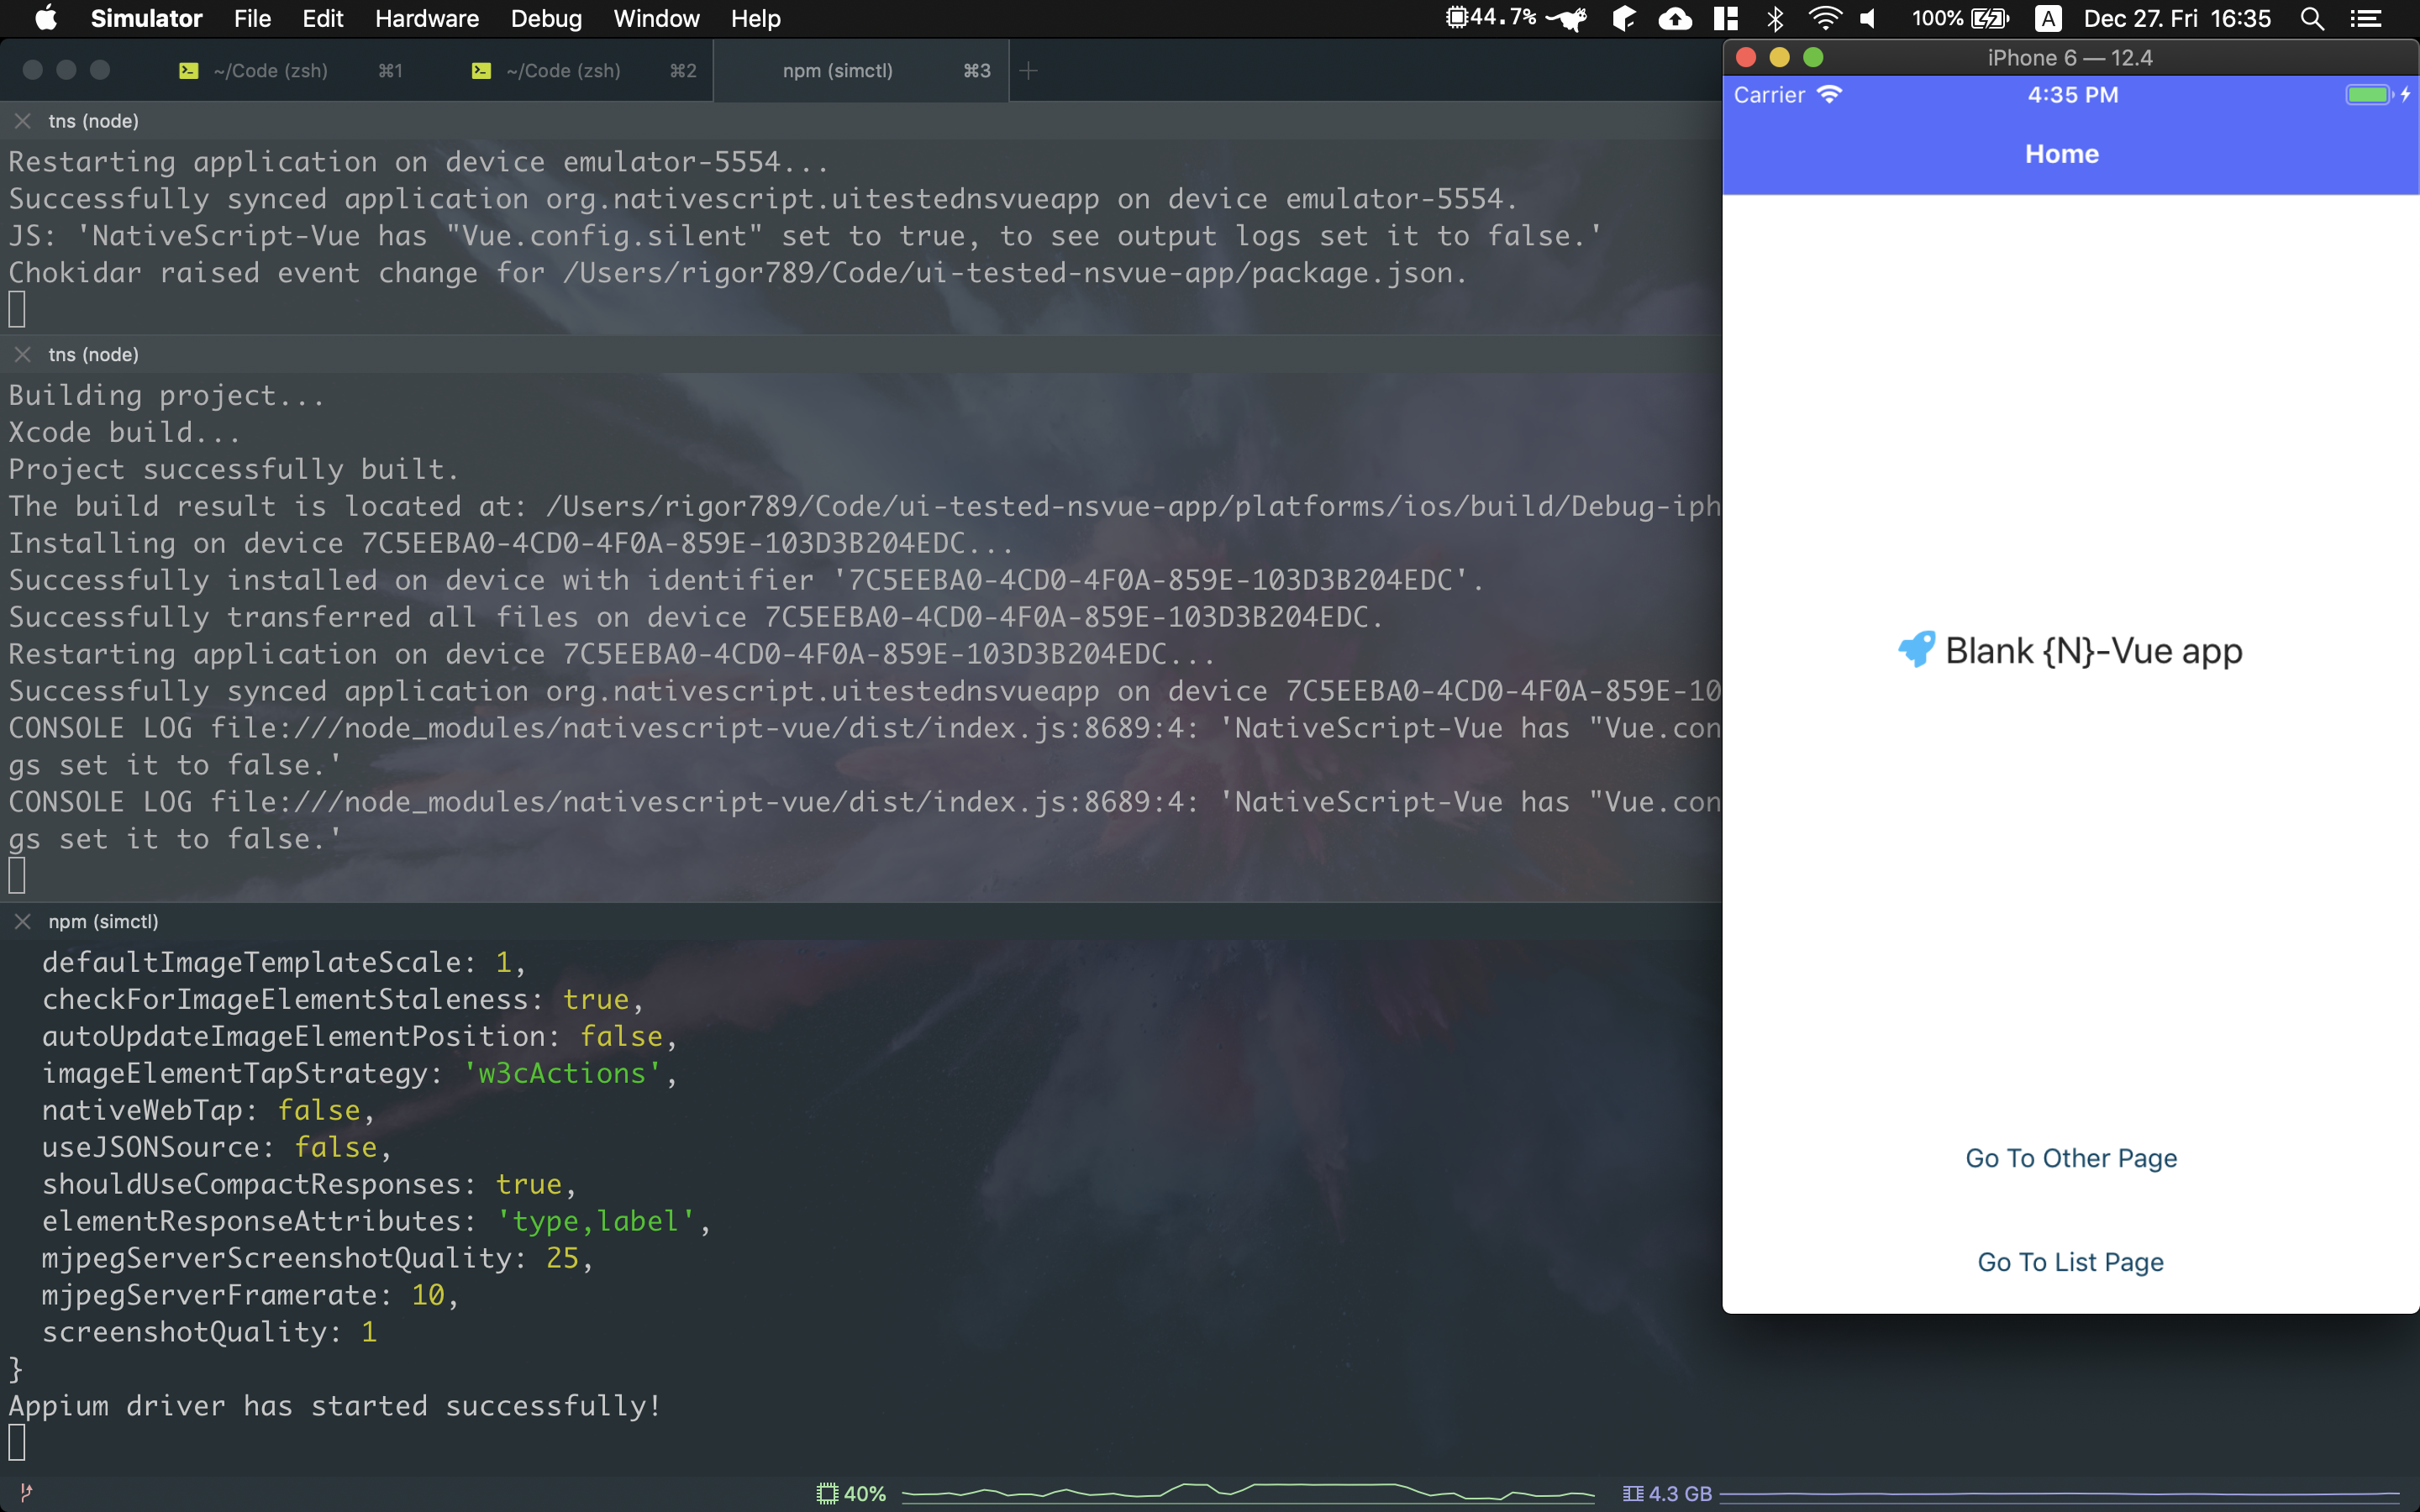 Simulator File Edit Hardware Debug Window Help 44.7% 100% A Dec 27. Fri 16:35
~/Code (zsh) ⌘1 ~/Code (zsh) ⌘2 npm (simctl) ⌘3
tns (node)
Restarting application on device emulator-5554...
Successfully synced application org.nativescript.uitestednsvueapp on device emulator-5554.
JS: 'NativeScript-Vue has "Vue.config.silent" set to true, to see output logs set it to false.'
Chokidar raised event change for /Users/rigor789/Code/ui-tested-nsvue-app/package.json.
tns (node)
Building project...
Xcode build...
Project successfully built.
The build result is located at: /Users/rigor789/Code/ui-tested-nsvue-app/platforms/ios/build/Debug-iph
Installing on device 7C5EEBA0-4CD0-4F0A-859E-103D3B204EDC...
Successfully installed on device with identifier '7C5EEBA0-4CD0-4F0A-859E-103D3B204EDC'.
Successfully transferred all files on device 7C5EEBA0-4CD0-4F0A-859E-103D3B204EDC.
Restarting application on device 7C5EEBA0-4CD0-4F0A-859E-103D3B204EDC...
Successfully synced application org.nativescript.uitestednsvueapp on device 7C5EEBA0-4CD0-4F0A-859E-10
CONSOLE LOG file:///node_modules/nativescript-vue/dist/index.js:8689:4: 'NativeScript-Vue has "Vue.con
gs set it to false.'
CONSOLE LOG file:///node_modules/nativescript-vue/dist/index.js:8689:4: 'NativeScript-Vue has "Vue.con
gs set it to false.'
npm (simctl)
defaultImageTemplateScale: 1,
checkForImageElementStaleness: true,
autoUpdateImageElementPosition: false,
imageElementTapStrategy: 'w3cActions',
nativeWebTap: false,
useJSONSource: false,
shouldUseCompactResponses: true,
elementResponseAttributes: 'type,label',
mjpegServerScreenshotQuality: 25,
mjpegServerFramerate: 10,
screenshotQuality: 1
}
Appium driver has started successfully!
40% 4.3 GB
iPhone 6 — 12.4
Carrier 4:35 PM
Home
Blank {N}-Vue app
Go To Other Page
Go To List Page